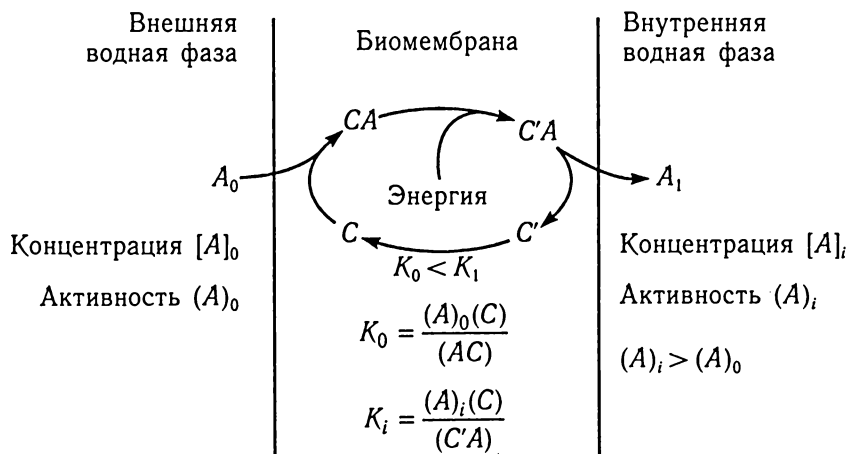 Внешняя
водная фаза
Биомембрана
Внутренняя
водная фаза
CA
C'A
A₀
Энергия
A₁
C
C'
K₀ < K₁
Концентрация [A]₀
Активность (A)₀
K₀ = (A)₀(C)/(AC)
Kᵢ = (A)ᵢ(C)/(C'A)
Концентрация [A]ᵢ
Активность (A)ᵢ
(A)ᵢ > (A)₀